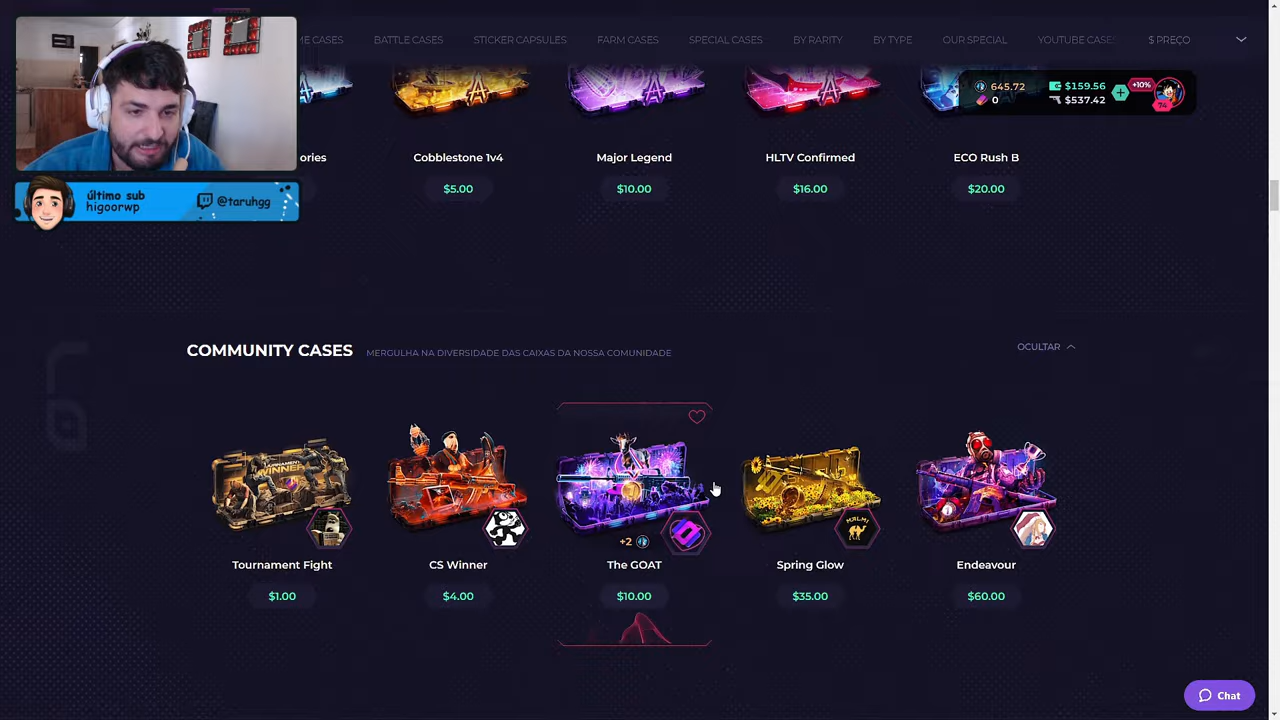 ME CASES BATTLE CASES STICKER CAPSULES FARM CASES SPECIAL CASES BY RARITY BY TYPE OUR SPECIAL YOUTUBE CASE $ PREÇO
645.72 $159.56 +10%
0 $537.42 74
ories Cobblestone 1v4 Major Legend HLTV Confirmed ECO Rush B
$5.00 $10.00 $16.00 $20.00
último sub
higoorwp @taruhgg
COMMUNITY CASES MERGULHA NA DIVERSIDADE DAS CAIXAS DA NOSSA COMUNIDADE OCULTAR
WINNER
+2
Tournament Fight CS Winner The GOAT Spring Glow Endeavour
$1.00 $4.00 $10.00 $35.00 $60.00
Chat